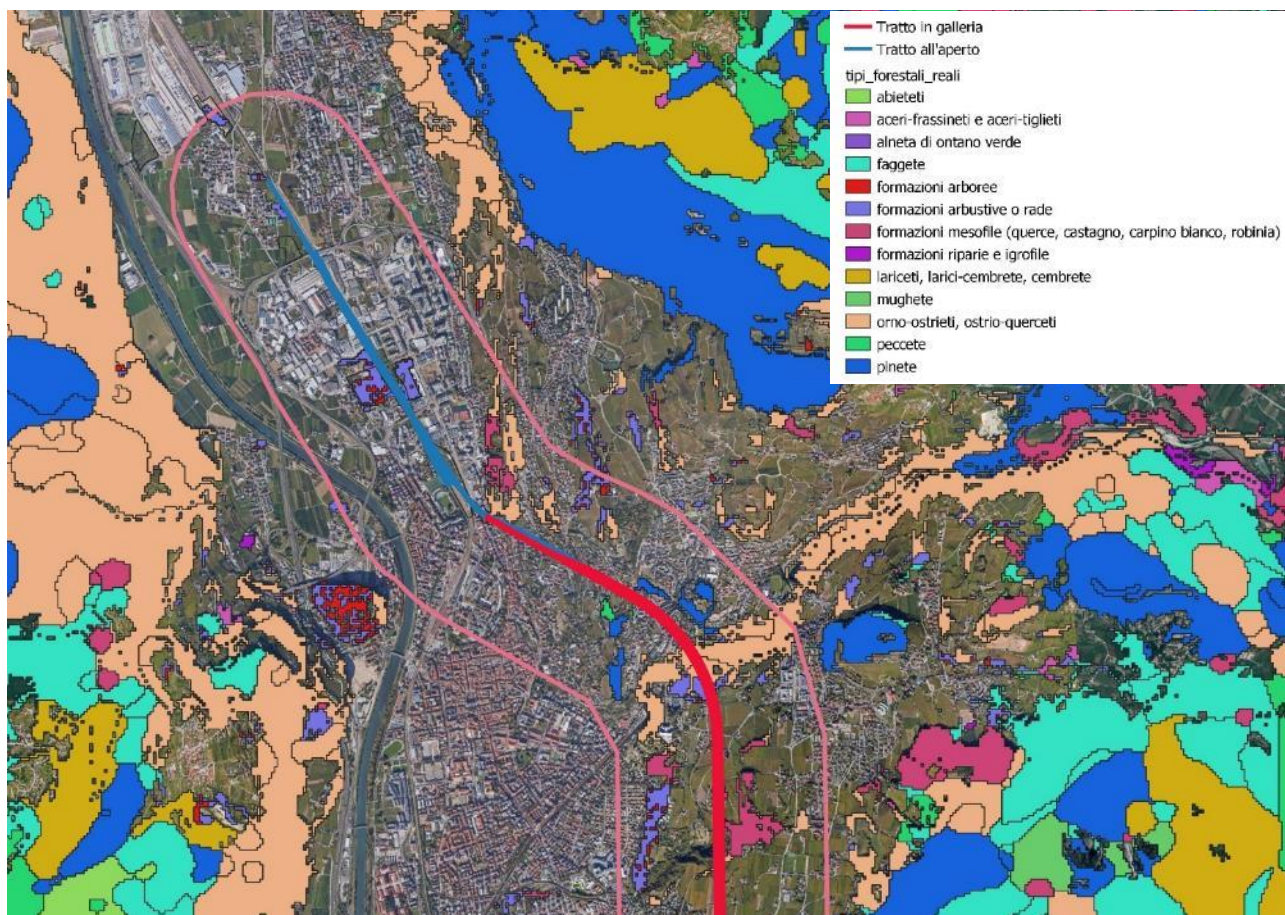 Tratto in galleria
Tratto all'aperto
tipi_forestali_reali
abieteti
aceri-frassineti e aceri-tiglieti
alneta di ontano verde
faggete
formazioni arboree
formazioni arbustive o rade
formazioni mesofile (querce, castagno, carpino bianco, robinia)
formazioni riparie e igrofile
lariceti, larici-cembrete, cembrete
mughete
orno-ostrieti, ostrio-querceti
peccete
pinete